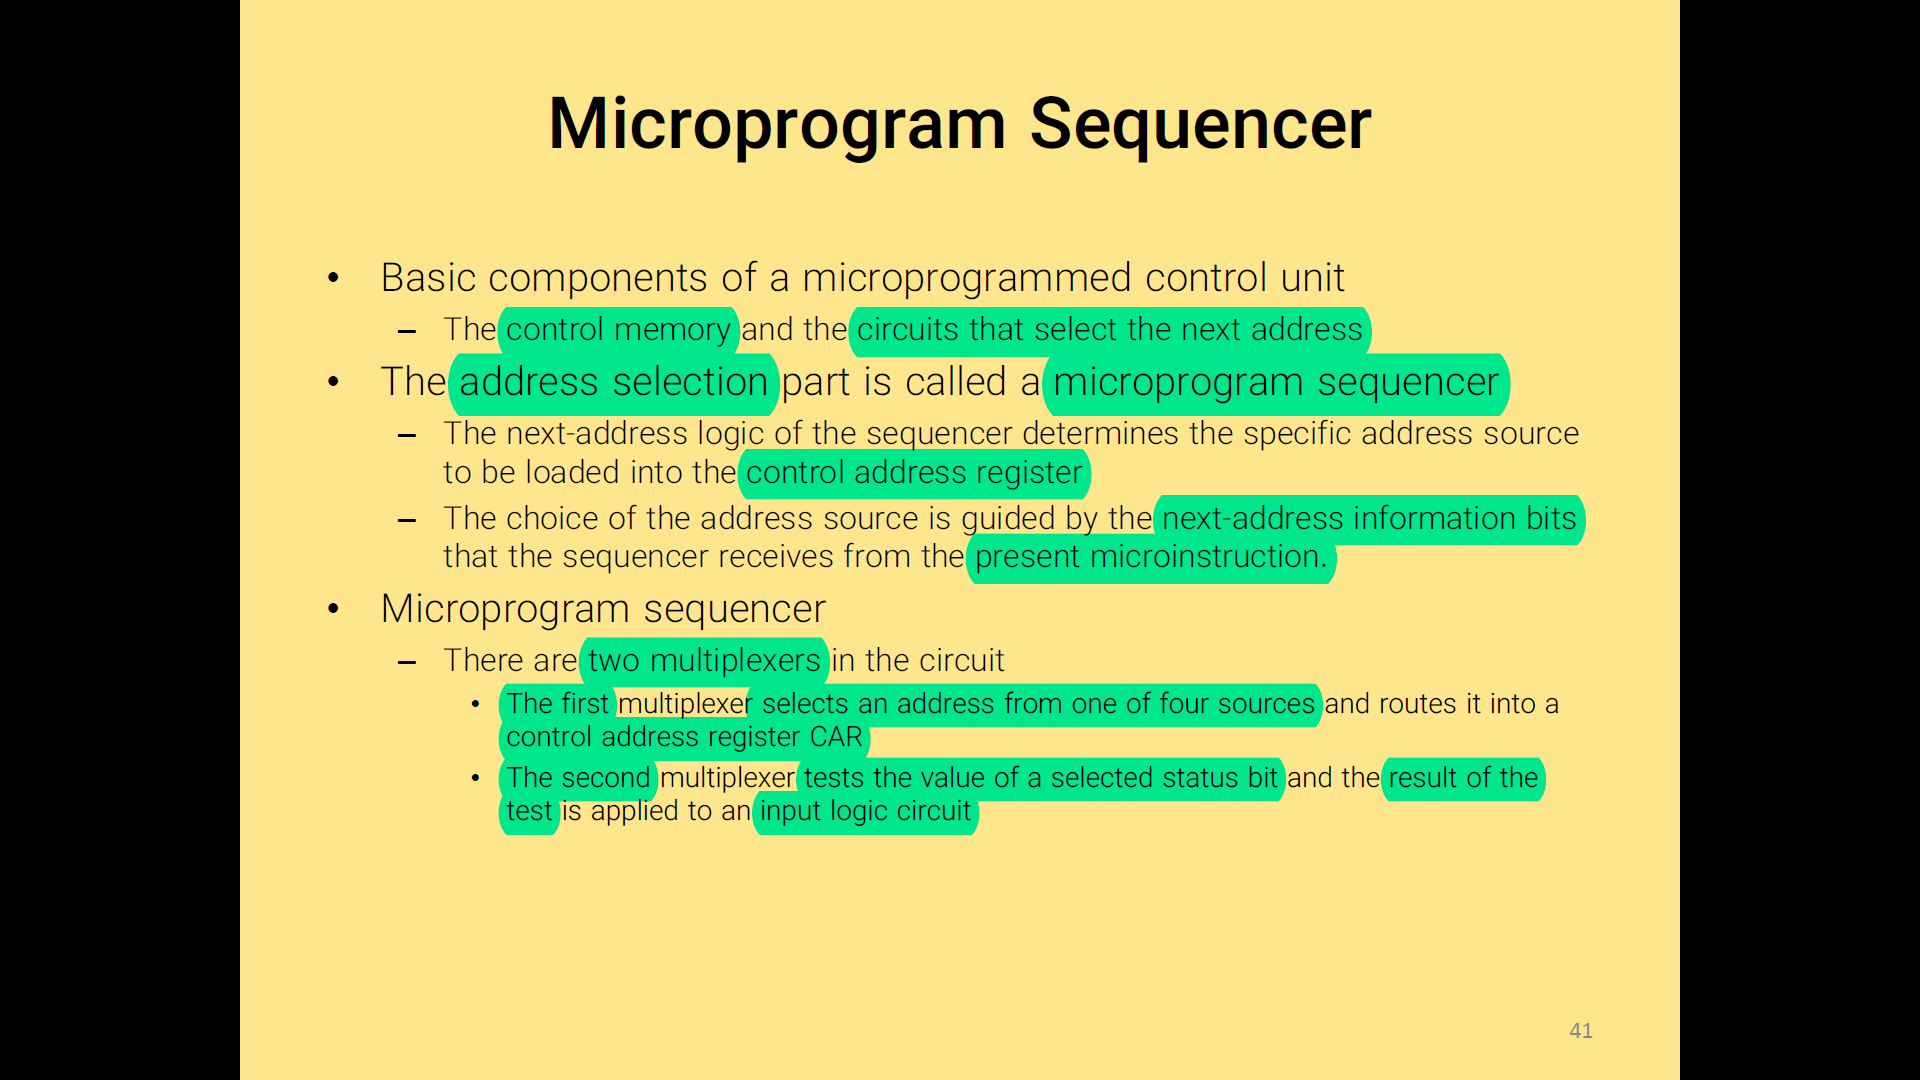 Microprogram Sequencer
• Basic components of a microprogrammed control unit
– The control memory and the circuits that select the next address
• The address selection part is called a microprogram sequencer
– The next-address logic of the sequencer determines the specific address source
to be loaded into the control address register
– The choice of the address source is guided by the next-address information bits
that the sequencer receives from the present microinstruction.
• Microprogram sequencer
– There are two multiplexers in the circuit
• The first multiplexer selects an address from one of four sources and routes it into a
control address register CAR
• The second multiplexer tests the value of a selected status bit and the result of the
test is applied to an input logic circuit
41